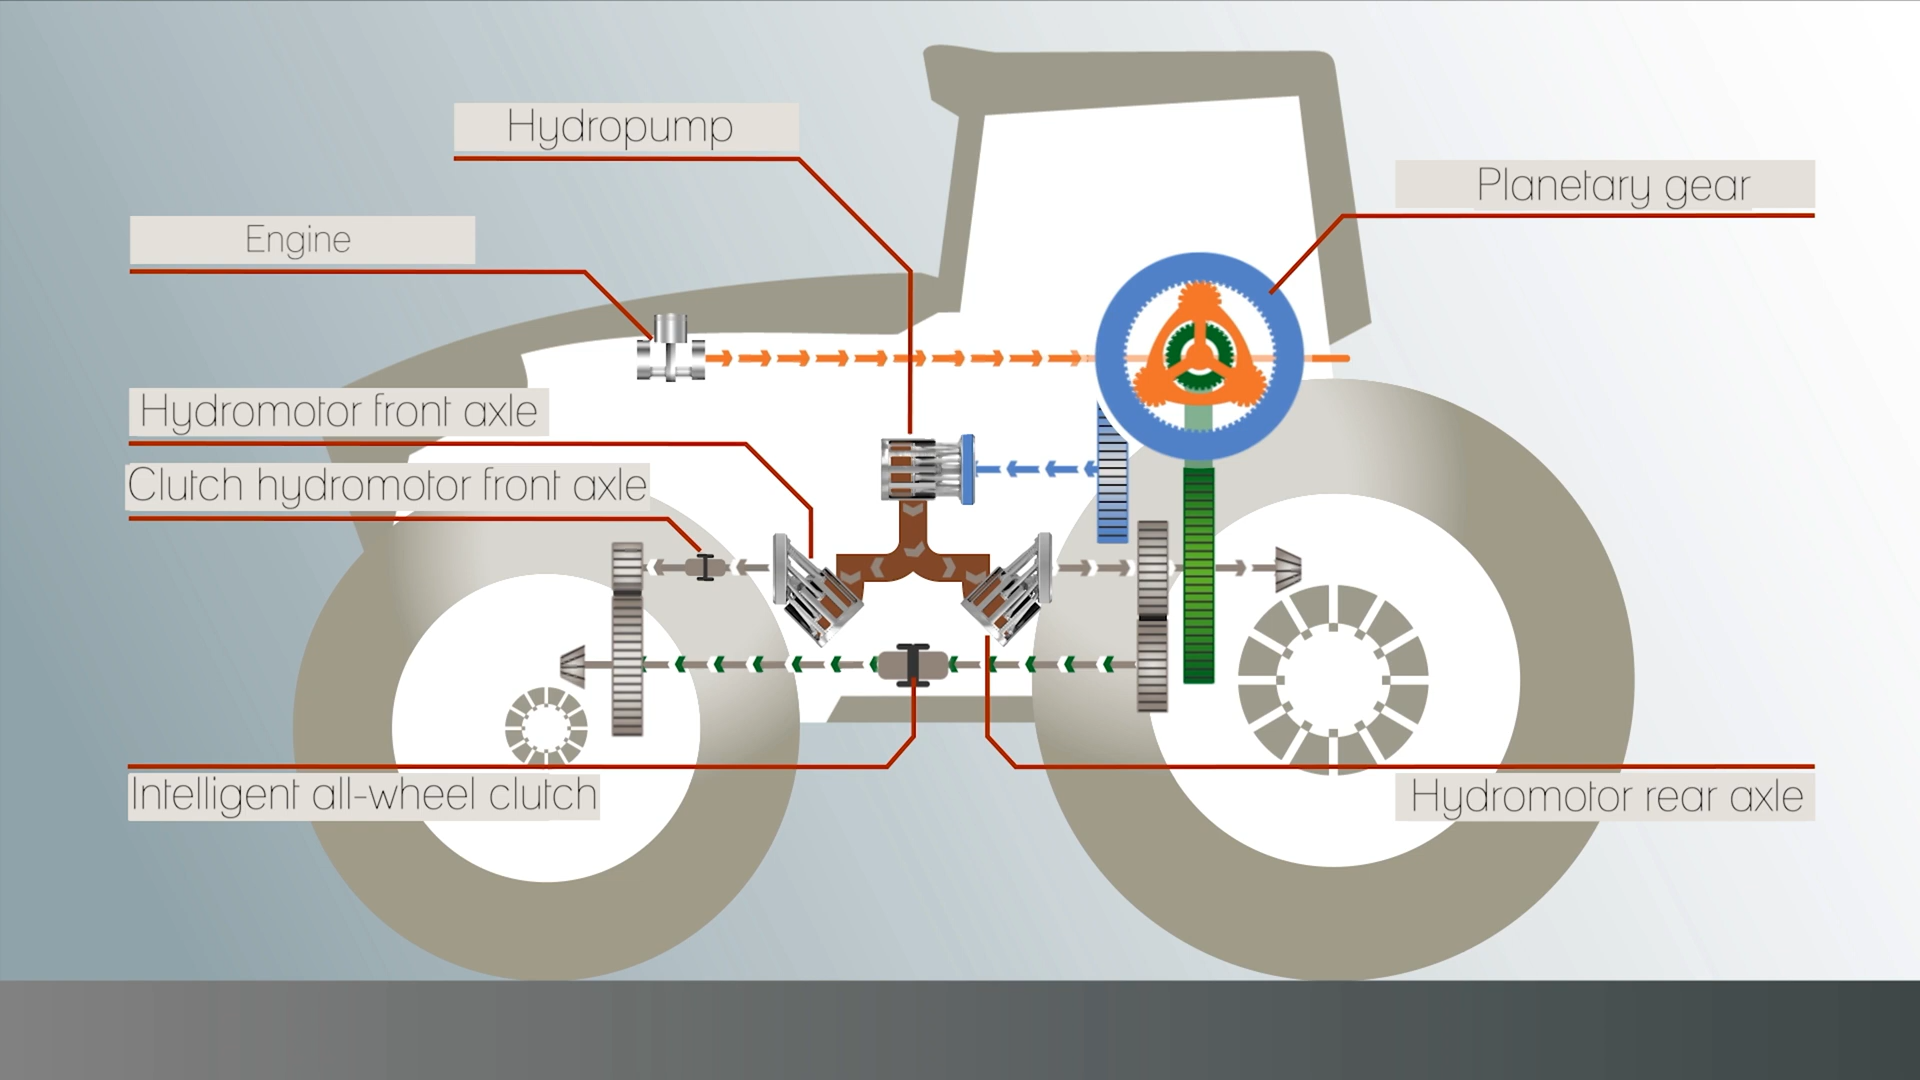 Hydropump
Planetary gear
Engine
Hydromotor front axle
Clutch hydromotor front axle
Intelligent all-wheel clutch
Hydromotor rear axle